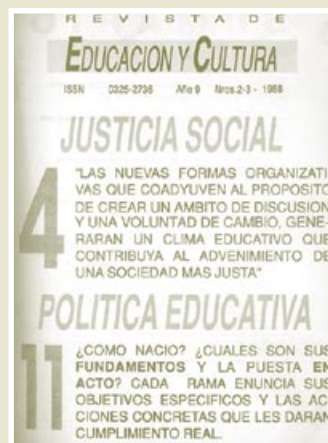 REVISTA DE
EDUCACION Y CULTURA
ISSN 0325-2736 Año 9 Nros.2-3 - 1988
JUSTICIA SOCIAL
4
"LAS NUEVAS FORMAS ORGANIZATI
VAS QUE COADYUVEN AL PROPOSITO
DE CREAR UN AMBITO DE DISCUSION
Y UNA VOLUNTAD DE CAMBIO, GENE-
RARAN UN CLIMA EDUCATIVO QUE
CONTRIBUYA AL ADVENIMIENTO DE
UNA SOCIEDAD MAS JUSTA"
POLITICA EDUCATIVA
11
¿COMO NACIO? ¿CUALES SON SUS
FUNDAMENTOS Y LA PUESTA EN
ACTO? CADA RAMA ENUNCIA SUS
OBJETIVOS ESPECIFICOS Y LAS AC
CIONES CONCRETAS QUE LES DARAN
CUMPLIMIENTO REAL.